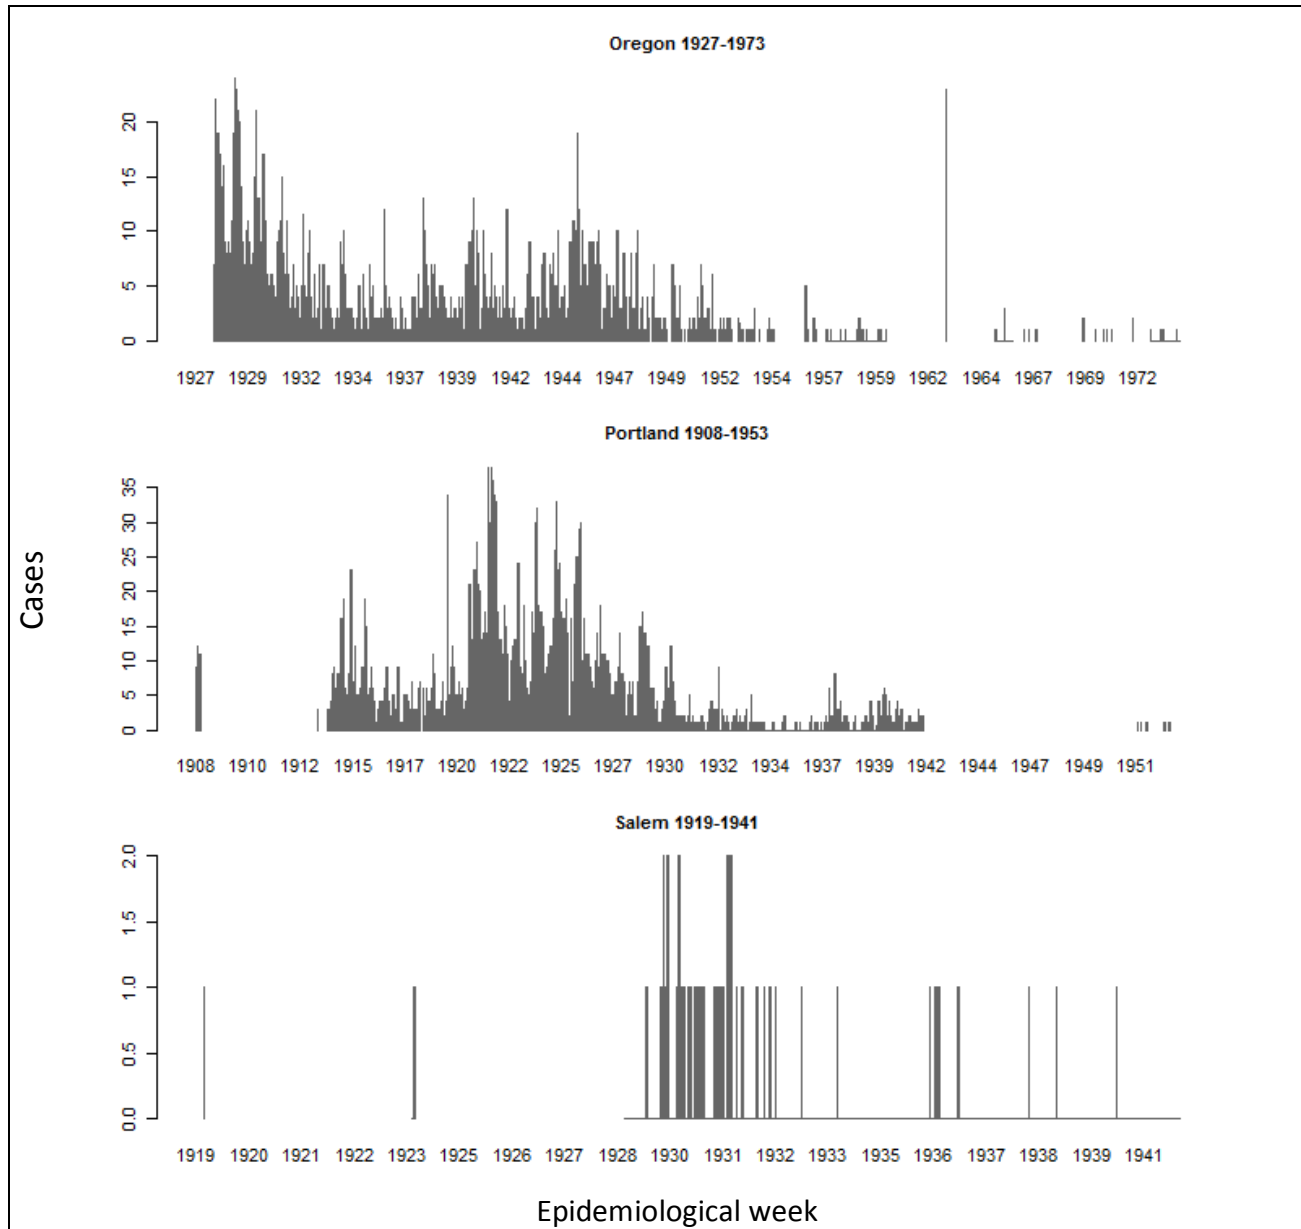 Oregon 1927-1973
20
15
10
5
0
1927 1929 1932 1934 1937 1939 1942 1944 1947 1949 1952 1954 1957 1959 1962 1964 1967 1969 1972
Portland 1908-1953
35
30
25
20
15
10
5
0
1908 1910 1912 1915 1917 1920 1922 1925 1927 1930 1932 1934 1937 1939 1942 1944 1947 1949 1951
Cases
Salem 1919-1941
2.0
1.5
1.0
0.5
0.0
1919 1920 1921 1922 1923 1925 1926 1927 1928 1930 1931 1932 1933 1935 1936 1937 1938 1939 1941
Epidemiological week